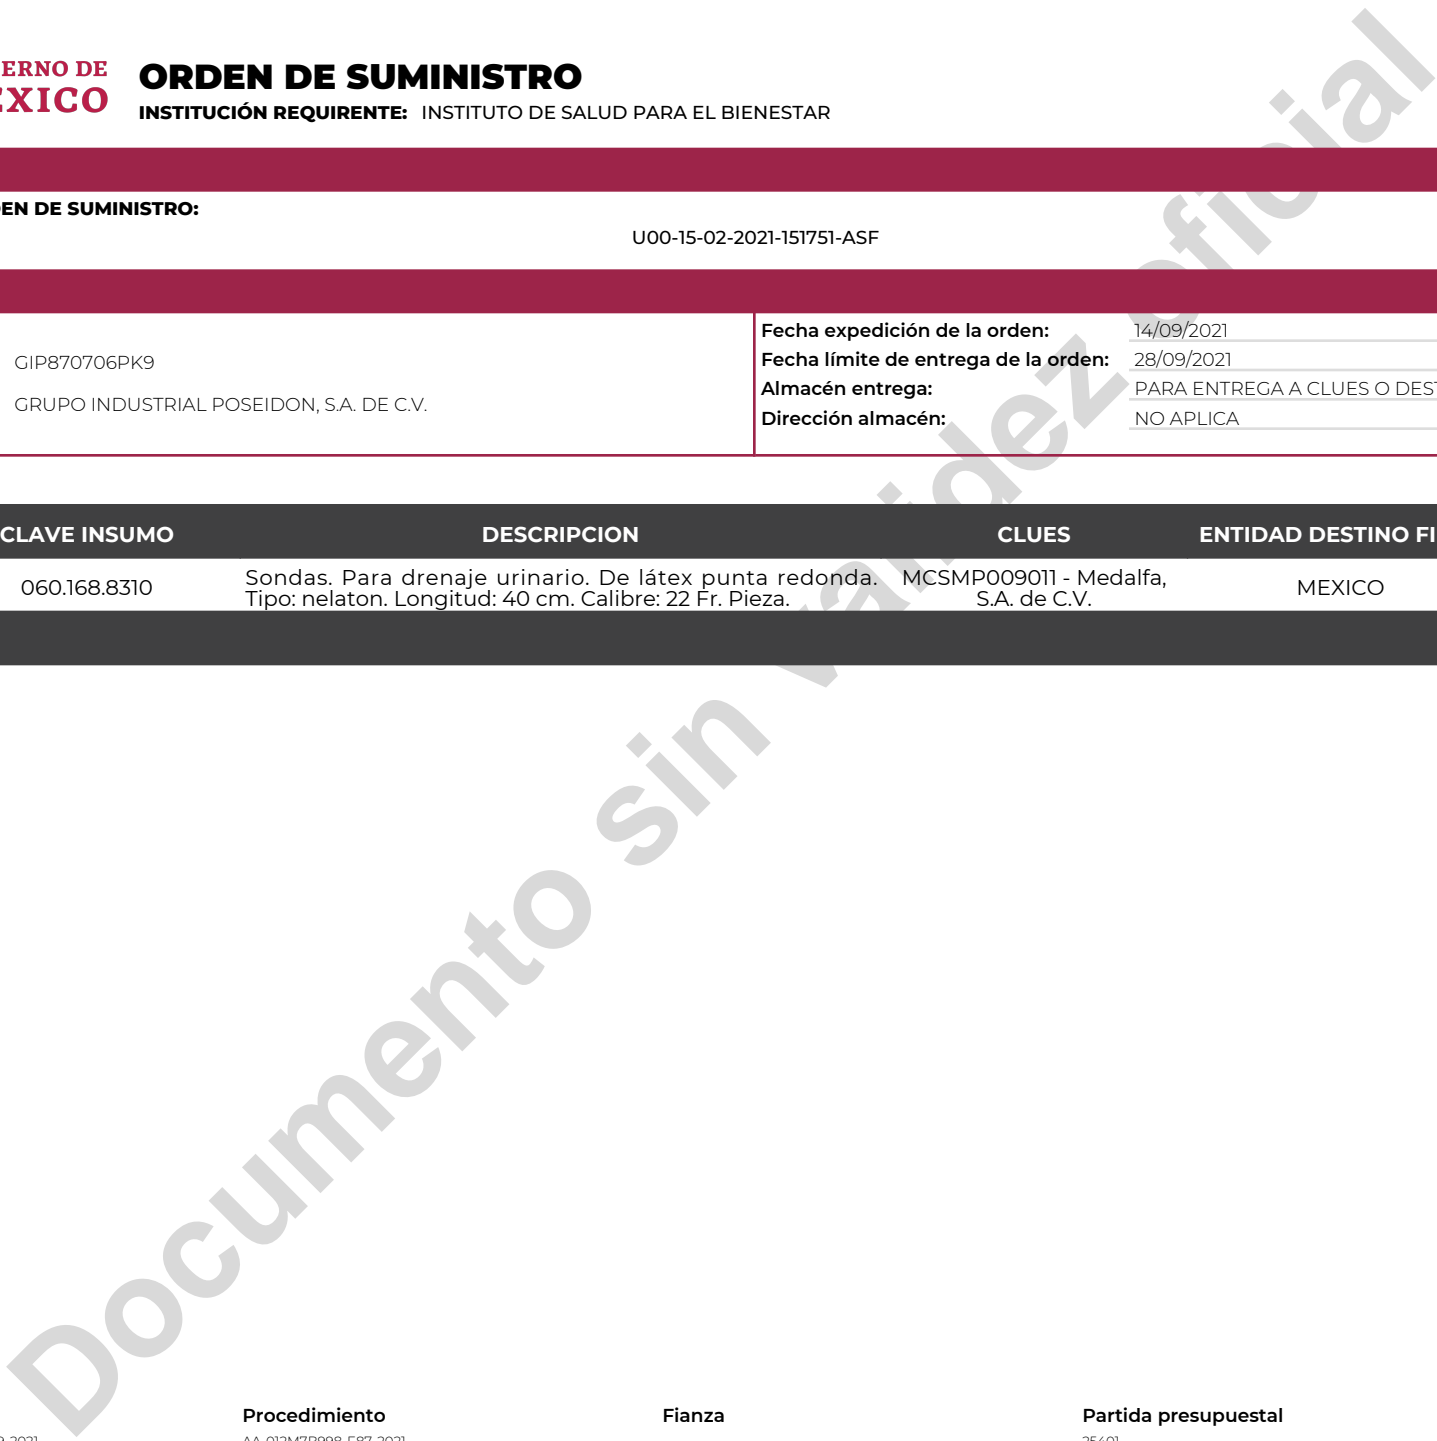 ERNO DE
EXICO
ORDEN DE SUMINISTRO
INSTITUCIÓN REQUIRENTE: INSTITUTO DE SALUD PARA EL BIENESTAR
EN DE SUMINISTRO:
U00-15-02-2021-151751-ASF
GIP870706PK9
GRUPO INDUSTRIAL POSEIDON, S.A. DE C.V.
Fecha expedición de la orden: 14/09/2021
Fecha límite de entrega de la orden: 28/09/2021
Almacén entrega: PARA ENTREGA A CLUES O DEST
Dirección almacén: NO APLICA
CLAVE INSUMO DESCRIPCION CLUES ENTIDAD DESTINO FI
060.168.8310 Sondas. Para drenaje urinario. De látex punta redonda. MCSMP009011 - Medalfa, MEXICO
Tipo: nelaton. Longitud: 40 cm. Calibre: 22 Fr. Pieza. S.A. de C.V.
Documento sin validez oficial
Procedimiento Fianza Partida presupuestal